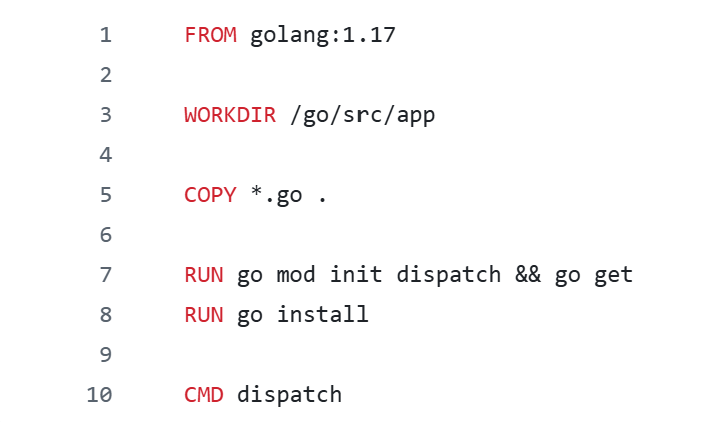 1 FROM golang:1.17
2
3 WORKDIR /go/src/app
4
5 COPY *.go .
6
7 RUN go mod init dispatch && go get
8 RUN go install
9
10 CMD dispatch